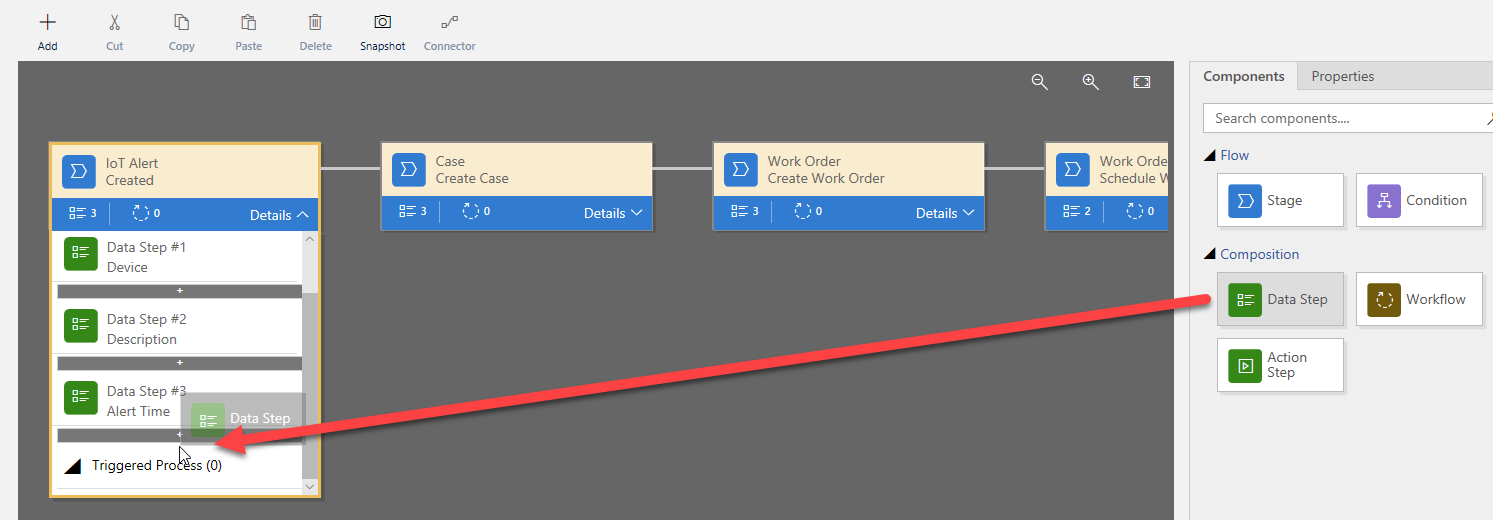 Add
Cut
Copy
Paste
Delete
Snapshot
Connector
Components
Properties
Search components....
Flow
Stage
Condition
Composition
Data Step
Workflow
Action
Step
IoT Alert
Created
3
0
Details
Data Step #1
Device
+
Data Step #2
Description
+
Data Step #3
Alert Time
Data Step
+
Triggered Process (0)
Case
Create Case
3
0
Details
Work Order
Create Work Order
3
0
Details
Work Orde
Schedule W
2
0